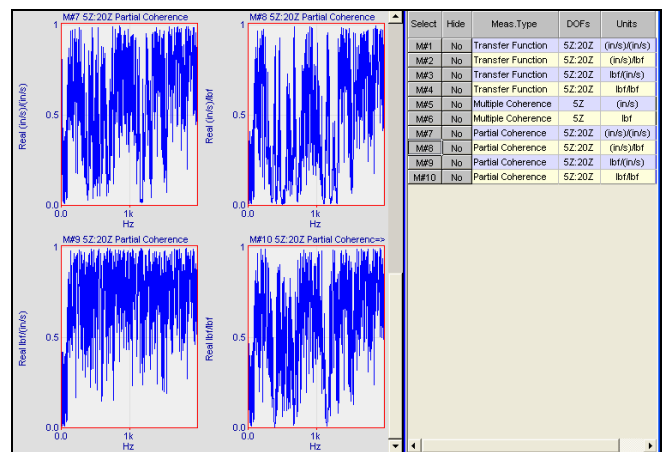 M#7 5Z:20Z Partial Coherence
1
0.5
0.0
Real (in/s)/(in/s)
0.0
1k
Hz
M#8 5Z:20Z Partial Coherence
1
0.5
0.0
Real (in/s)/lbf
0.0
1k
Hz
M#9 5Z:20Z Partial Coherence
1
0.5
0.0
Real lbf/(in/s)
0.0
1k
Hz
M#10 5Z:20Z Partial Coherenc=>
1
0.5
0.0
Real lbf/lbf
0.0
1k
Hz
Select Hide Meas.Type DOFs Units
M#1 No Transfer Function 5Z:20Z (in/s)/(in/s)
M#2 No Transfer Function 5Z:20Z (in/s)/lbf
M#3 No Transfer Function 5Z:20Z lbf/(in/s)
M#4 No Transfer Function 5Z:20Z lbf/lbf
M#5 No Multiple Coherence 5Z (in/s)
M#6 No Multiple Coherence 5Z lbf
M#7 No Partial Coherence 5Z:20Z (in/s)/(in/s)
M#8 No Partial Coherence 5Z:20Z (in/s)/lbf
M#9 No Partial Coherence 5Z:20Z lbf/(in/s)
M#10 No Partial Coherence 5Z:20Z lbf/lbf